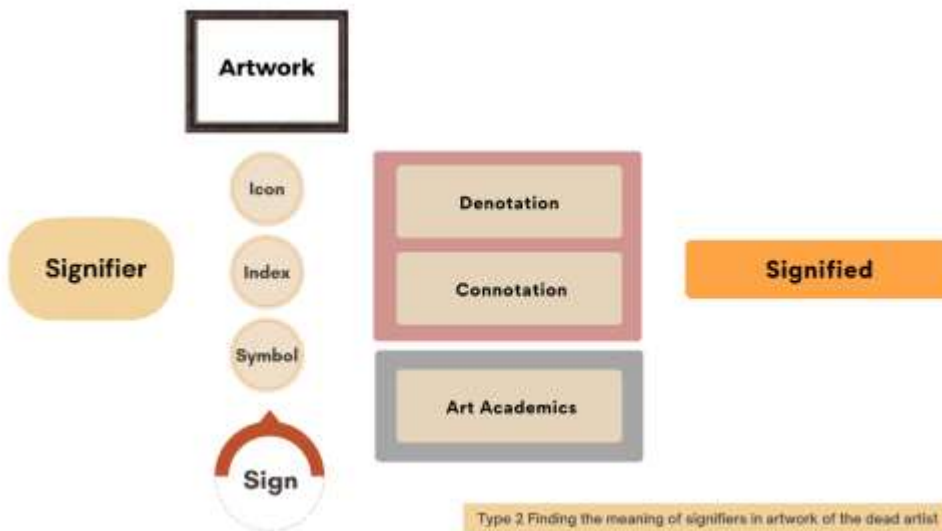 Artwork
Icon
Index
Symbol
Sign
Signifier
Denotation
Connotation
Art Academics
Signified
Type 2 Finding the meaning of signifiers in artwork of the dead artist